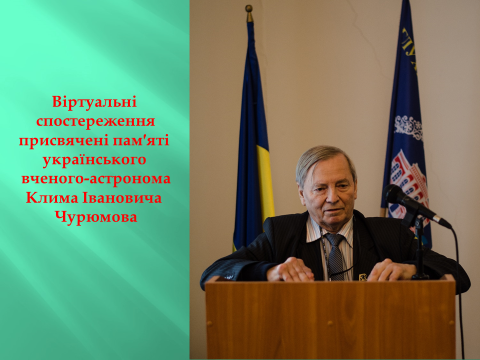 Віртуальні
спостереження
присвячені пам'яті
українського
вченого-астронома
Клима Івановича
Чурюмова